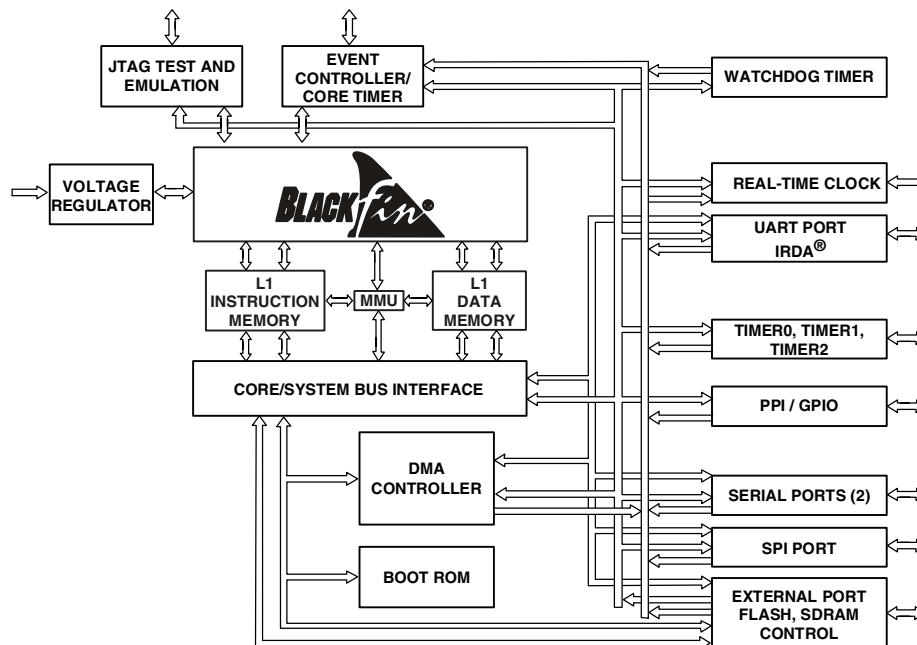 JTAG TEST AND
EMULATION
EVENT
CONTROLLER/
CORE TIMER
WATCHDOG TIMER
VOLTAGE
REGULATOR
BLACKfin®
REAL-TIME CLOCK
UART PORT
IRDA®
L1
INSTRUCTION
MEMORY
MMU
L1
DATA
MEMORY
TIMER0, TIMER1,
TIMER2
CORE/SYSTEM BUS INTERFACE
PPI / GPIO
DMA
CONTROLLER
SERIAL PORTS (2)
SPI PORT
BOOT ROM
EXTERNAL PORT
FLASH, SDRAM
CONTROL